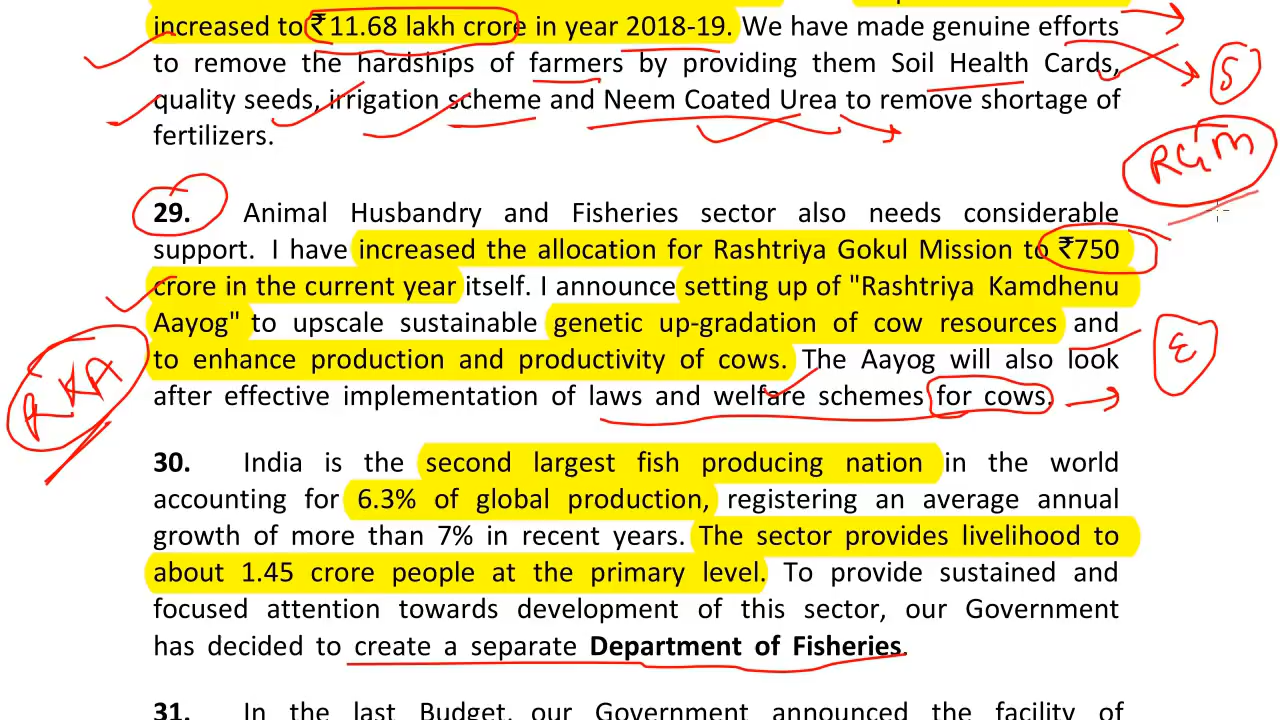 increased to ₹11.68 lakh crore in year 2018-19. We have made genuine efforts
to remove the hardships of farmers by providing them Soil Health Cards,
S
quality seeds, irrigation scheme and Neem Coated Urea to remove shortage of
fertilizers.
RGM
29. Animal Husbandry and Fisheries sector also needs considerable
support. I have increased the allocation for Rashtriya Gokul Mission to ₹750
crore in the current year itself. I announce setting up of "Rashtriya Kamdhenu
Aayog" to upscale sustainable genetic up-gradation of cow resources and
to enhance production and productivity of cows. The Aayog will also look
RKA
after effective implementation of laws and welfare schemes for cows.
30. India is the second largest fish producing nation in the world
accounting for 6.3% of global production, registering an average annual
growth of more than 7% in recent years. The sector provides livelihood to
about 1.45 crore people at the primary level. To provide sustained and
focused attention towards development of this sector, our Government
has decided to create a separate Department of Fisheries.
31. In the last Budget, our Government announced the facility of